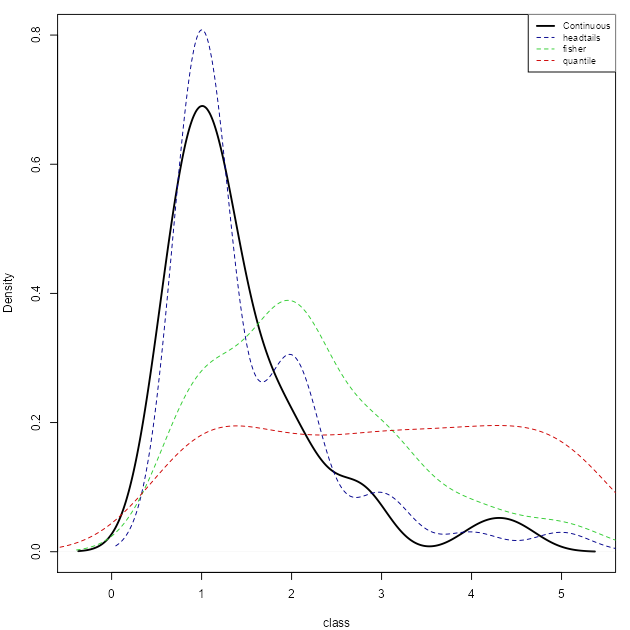 Continuous
headtails
fisher
quantile
0.8
0.6
0.4
0.2
0.0
Density
0 1 2 3 4 5
class